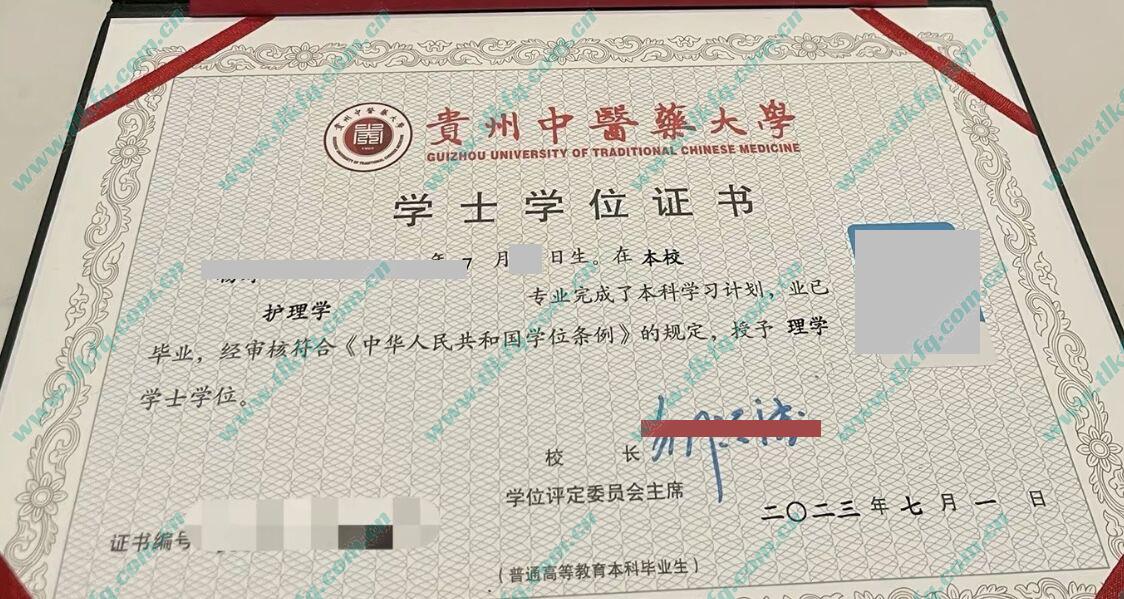 貴州中醫藥大學
GUIZHOU UNIVERSITY OF TRADITIONAL CHINESE MEDICINE
学士学位证书
年 7 月 日生。在 本校
护理学 专业完成了本科学习计划，业已
毕业，经审核符合《中华人民共和国学位条例》的规定，授予 理学
学士学位。
校 长
学位评定委员会主席
二〇二三 年 七 月 一 日
证书编号
（普通高等教育本科毕业生）